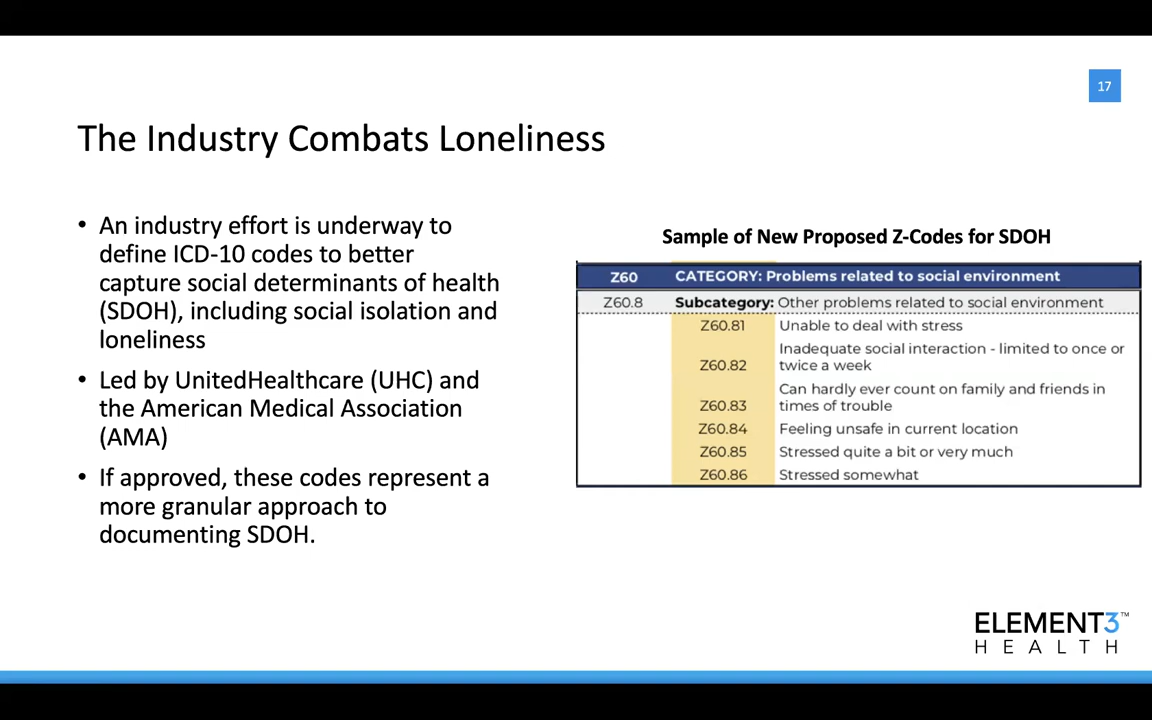 17
The Industry Combats Loneliness
• An industry effort is underway to
define ICD-10 codes to better
capture social determinants of health
(SDOH), including social isolation and
loneliness
• Led by UnitedHealthcare (UHC) and
the American Medical Association
(AMA)
• If approved, these codes represent a
more granular approach to
documenting SDOH.
Sample of New Proposed Z-Codes for SDOH
Z60 CATEGORY: Problems related to social environment
Z60.8 Subcategory: Other problems related to social environment
Z60.81 Unable to deal with stress
Inadequate social interaction - limited to once or
Z60.82 twice a week
Can hardly ever count on family and friends in
Z60.83 times of trouble
Z60.84 Feeling unsafe in current location
Z60.85 Stressed quite a bit or very much
Z60.86 Stressed somewhat
ELEMENT3™
HEALTH